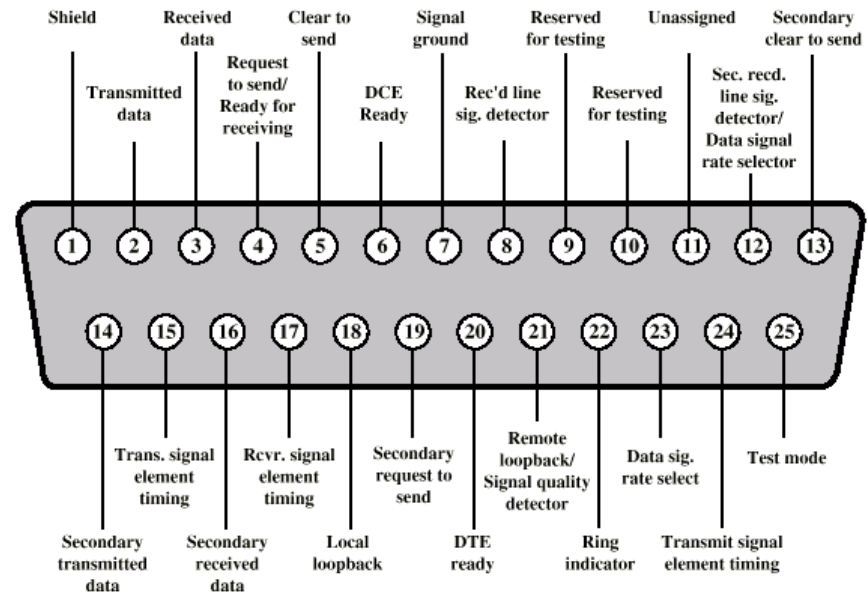 Shield
Transmitted
data
Received
data
Request
to send/
Ready for
receiving
Clear to
send
DCE
Ready
Signal
ground
Rec'd line
sig. detector
Reserved
for testing
Reserved
for testing
Unassigned
Sec. recd.
line sig.
detector/
Data signal
rate selector
Secondary
clear to send
1 2 3 4 5 6 7 8 9 10 11 12 13
14 15 16 17 18 19 20 21 22 23 24 25
Secondary
transmitted
data
Trans. signal
element
timing
Secondary
received
data
Rcvr. signal
element
timing
Local
loopback
Secondary
request to
send
DTE
ready
Remote
loopback/
Signal quality
detector
Ring
indicator
Data sig.
rate select
Transmit signal
element timing
Test mode